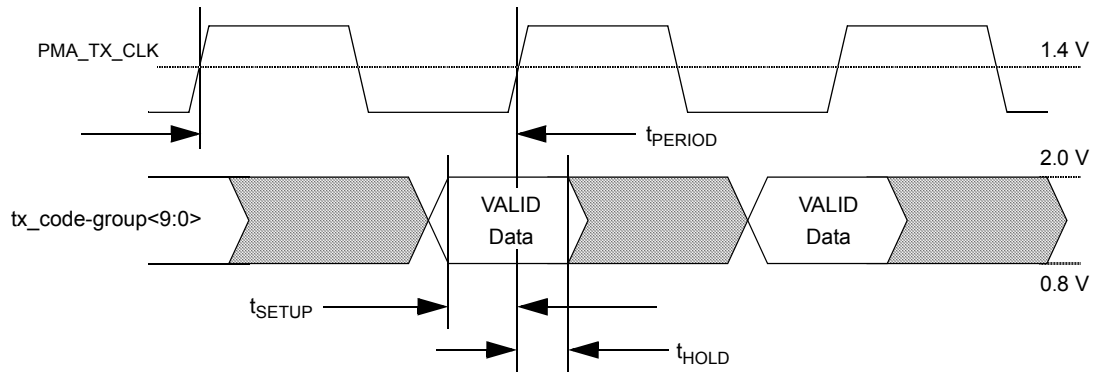 PMA_TX_CLK
1.4 V
tPERIOD
2.0 V
tx_code-group<9:0>
VALID
Data
VALID
Data
0.8 V
tSETUP
tHOLD